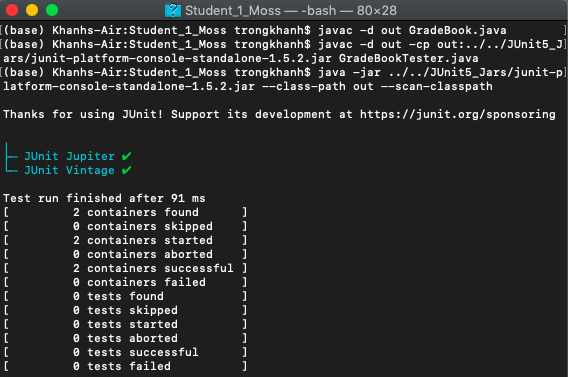 Student_1_Moss — -bash — 80×28
[(base) Khanhs-Air:Student_1_Moss trongkhanh$ javac -d out GradeBook.java ]
[(base) Khanhs-Air:Student_1_Moss trongkhanh$ javac -d out -cp out:../../JUnit5_J]
ars/junit-platform-console-standalone-1.5.2.jar GradeBookTester.java
[(base) Khanhs-Air:Student_1_Moss trongkhanh$ java -jar ../../JUnit5_Jars/junit-p]
latform-console-standalone-1.5.2.jar --class-path out --scan-classpath
Thanks for using JUnit! Support its development at https://junit.org/sponsoring
JUnit Jupiter ✔
JUnit Vintage ✔
Test run finished after 91 ms
[ 2 containers found ]
[ 0 containers skipped ]
[ 2 containers started ]
[ 0 containers aborted ]
[ 2 containers successful ]
[ 0 containers failed ]
[ 0 tests found ]
[ 0 tests skipped ]
[ 0 tests started ]
[ 0 tests aborted ]
[ 0 tests successful ]
[ 0 tests failed ]